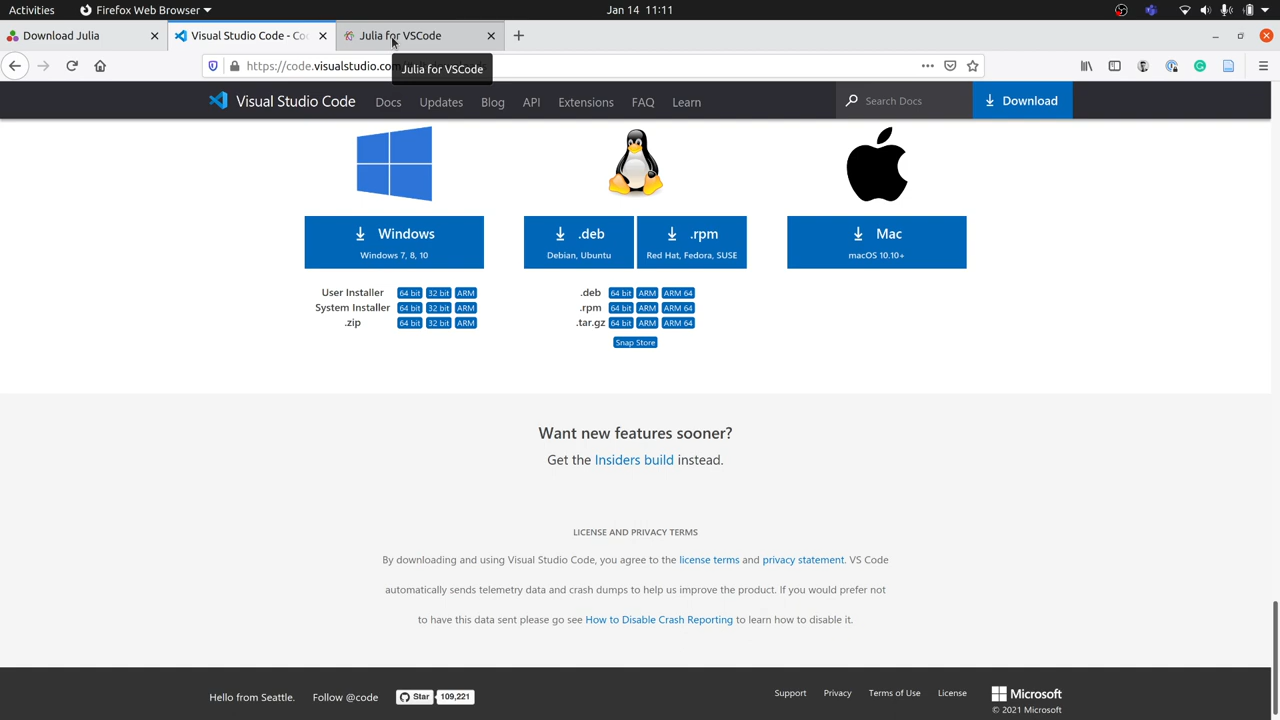 Activities
Firefox Web Browser
Jan 14 11:11
Download Julia
Visual Studio Code - Co
Julia for VSCode
https://code.visualstudio.com
Julia for VSCode
Visual Studio Code
Docs
Updates
Blog
API
Extensions
FAQ
Learn
Search Docs
Download
Windows
Windows 7, 8, 10
.deb
Debian, Ubuntu
.rpm
Red Hat, Fedora, SUSE
Mac
macOS 10.10+
User Installer 64 bit 32 bit ARM
System Installer 64 bit 32 bit ARM
.zip 64 bit 32 bit ARM
.deb 64 bit ARM ARM 64
.rpm 64 bit ARM ARM 64
.tar.gz 64 bit ARM ARM 64
Snap Store
Want new features sooner?
Get the Insiders build instead.
LICENSE AND PRIVACY TERMS
By downloading and using Visual Studio Code, you agree to the license terms and privacy statement. VS Code
automatically sends telemetry data and crash dumps to help us improve the product. If you would prefer not
to have this data sent please go see How to Disable Crash Reporting to learn how to disable it.
Hello from Seattle.
Follow @code
Star
109,221
Support
Privacy
Terms of Use
License
Microsoft
© 2021 Microsoft